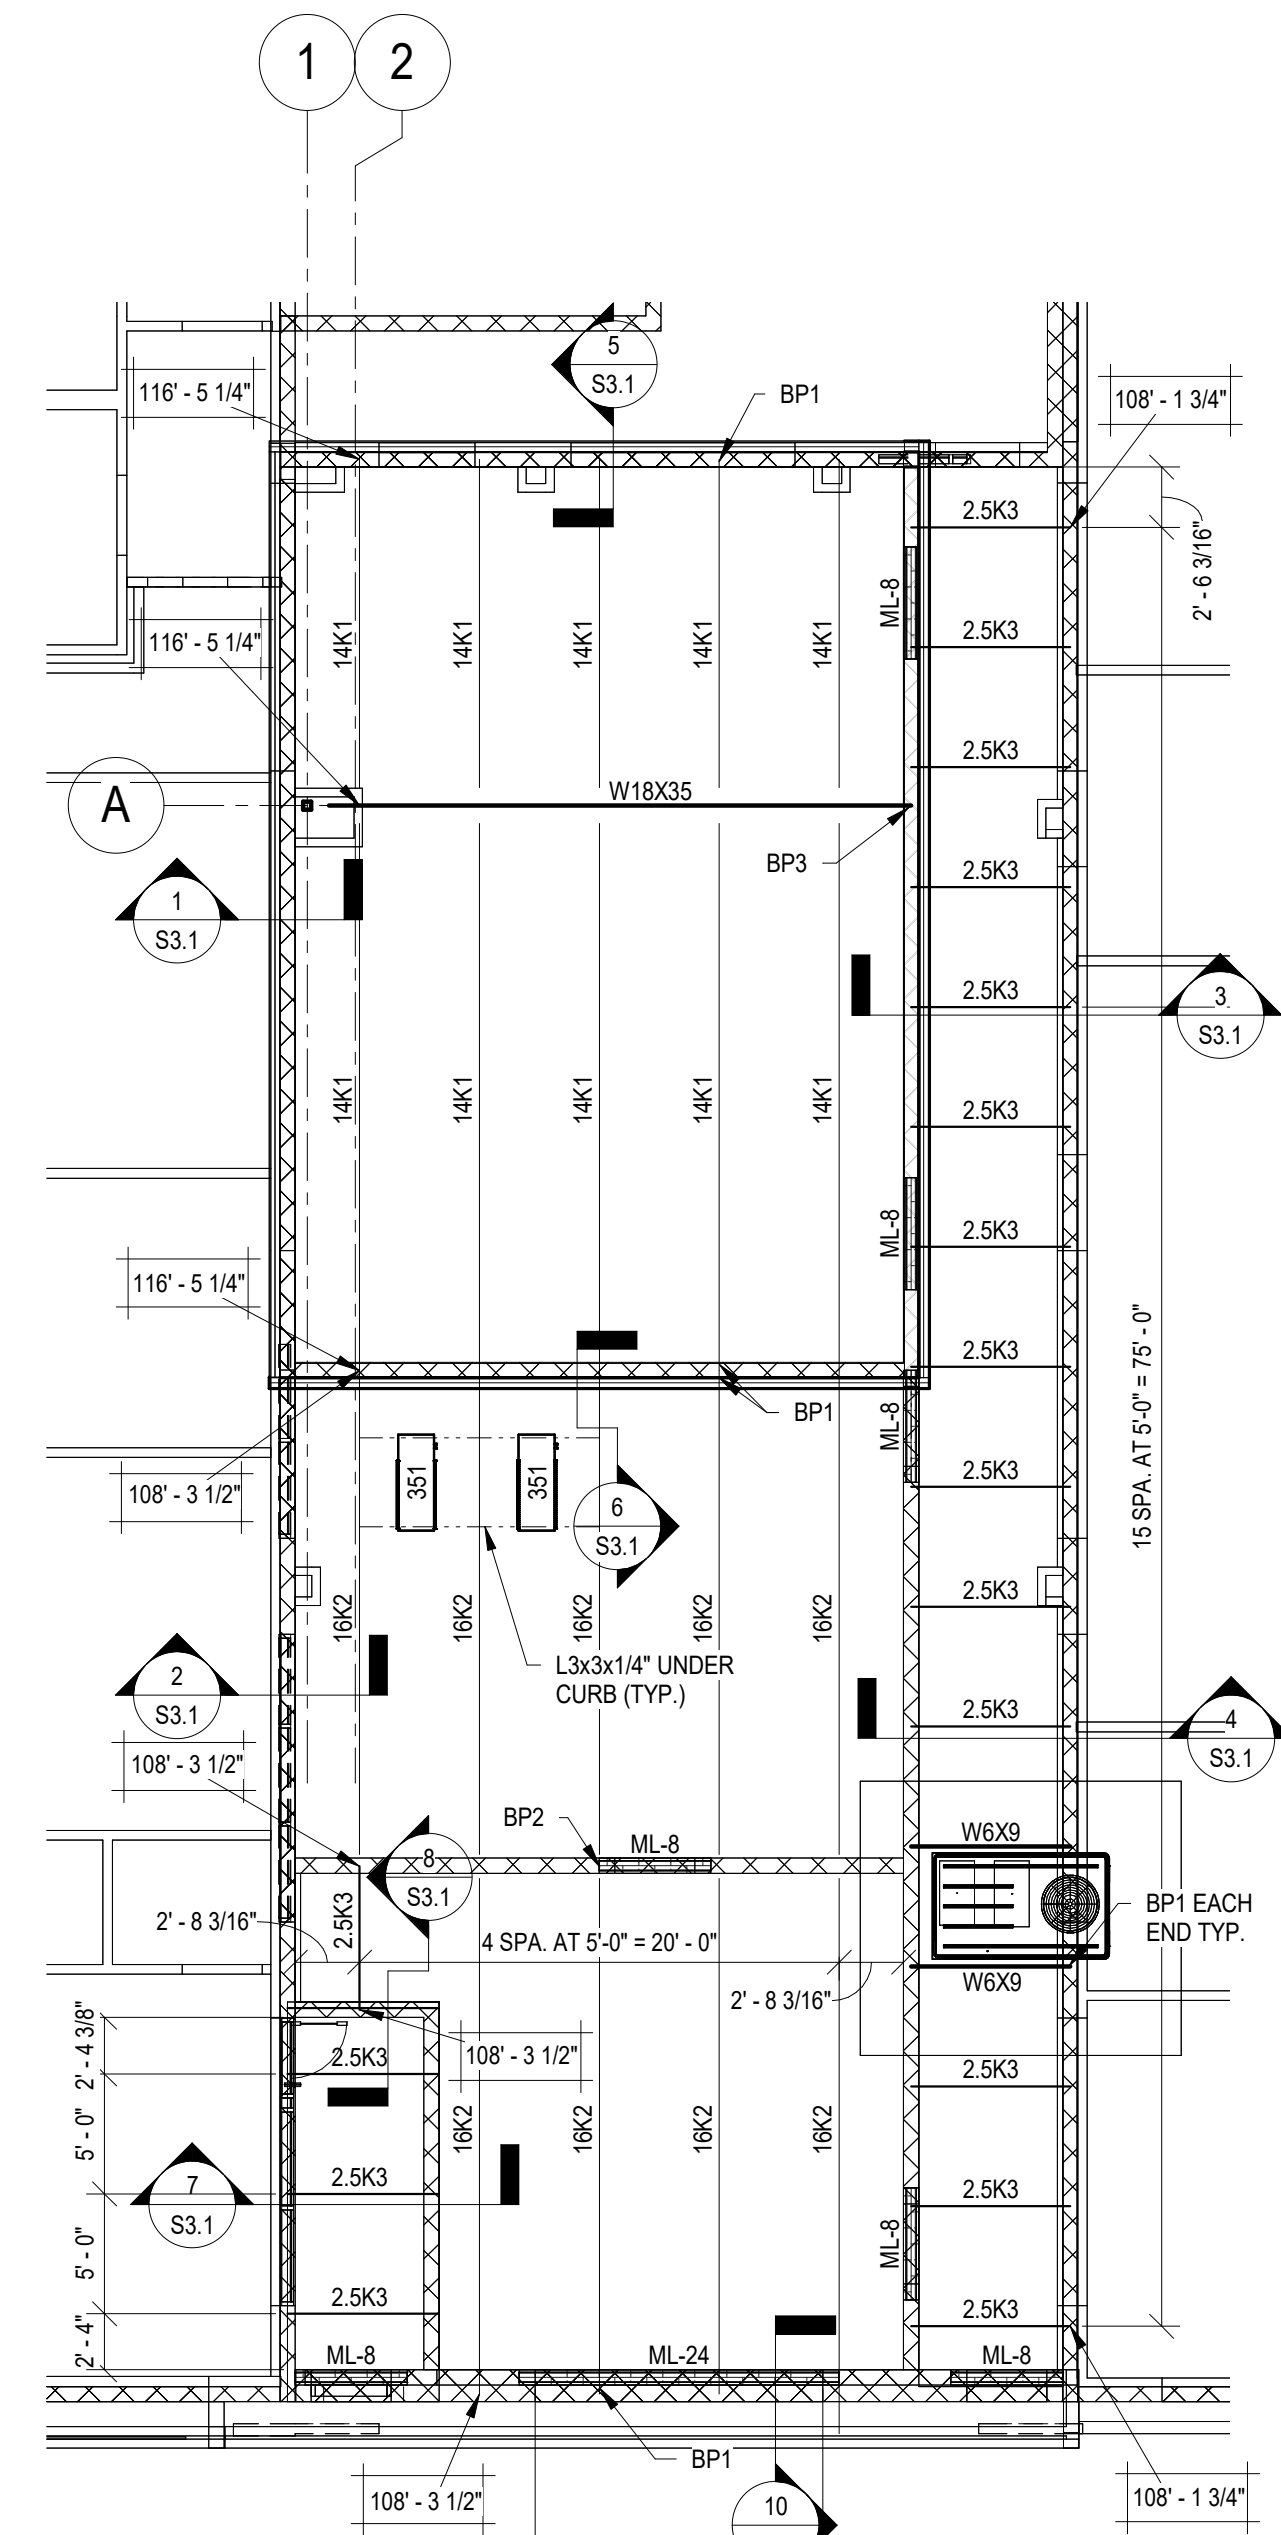 1
2
5
S3.1
116' - 5 1/4"
BP1
108' - 1 3/4"
2.5K3
2' - 6 3/16"
ML-8
2.5K3
116' - 5 1/4"
14K1
14K1
14K1
14K1
14K1
2.5K3
A
W18X35
BP3
2.5K3
1
S3.1
2.5K3
3
S3.1
14K1
14K1
14K1
14K1
14K1
2.5K3
ML-8
2.5K3
116' - 5 1/4"
2.5K3
15 SPA. AT 5'-0" = 75' - 0"
BP1
ML-8
2.5K3
108' - 3 1/2"
351
351
6
S3.1
2.5K3
16K2
16K2
16K2
16K2
16K2
L3x3x1/4" UNDER
CURB (TYP.)
2
S3.1
2.5K3
4
S3.1
108' - 3 1/2"
BP2
ML-8
W6X9
8
S3.1
BP1 EACH
END TYP.
2.5K3
2' - 8 3/16"
4 SPA. AT 5'-0" = 20' - 0"
W6X9
2' - 8 3/16"
108' - 3 1/2"
2' - 4 3/8"
2.5K3
2.5K3
5' - 0"
16K2
16K2
16K2
16K2
7
S3.1
2.5K3
2.5K3
ML-8
5' - 0"
2.5K3
2.5K3
2' - 4"
ML-8
ML-24
ML-8
BP1
108' - 3 1/2"
10
108' - 1 3/4"